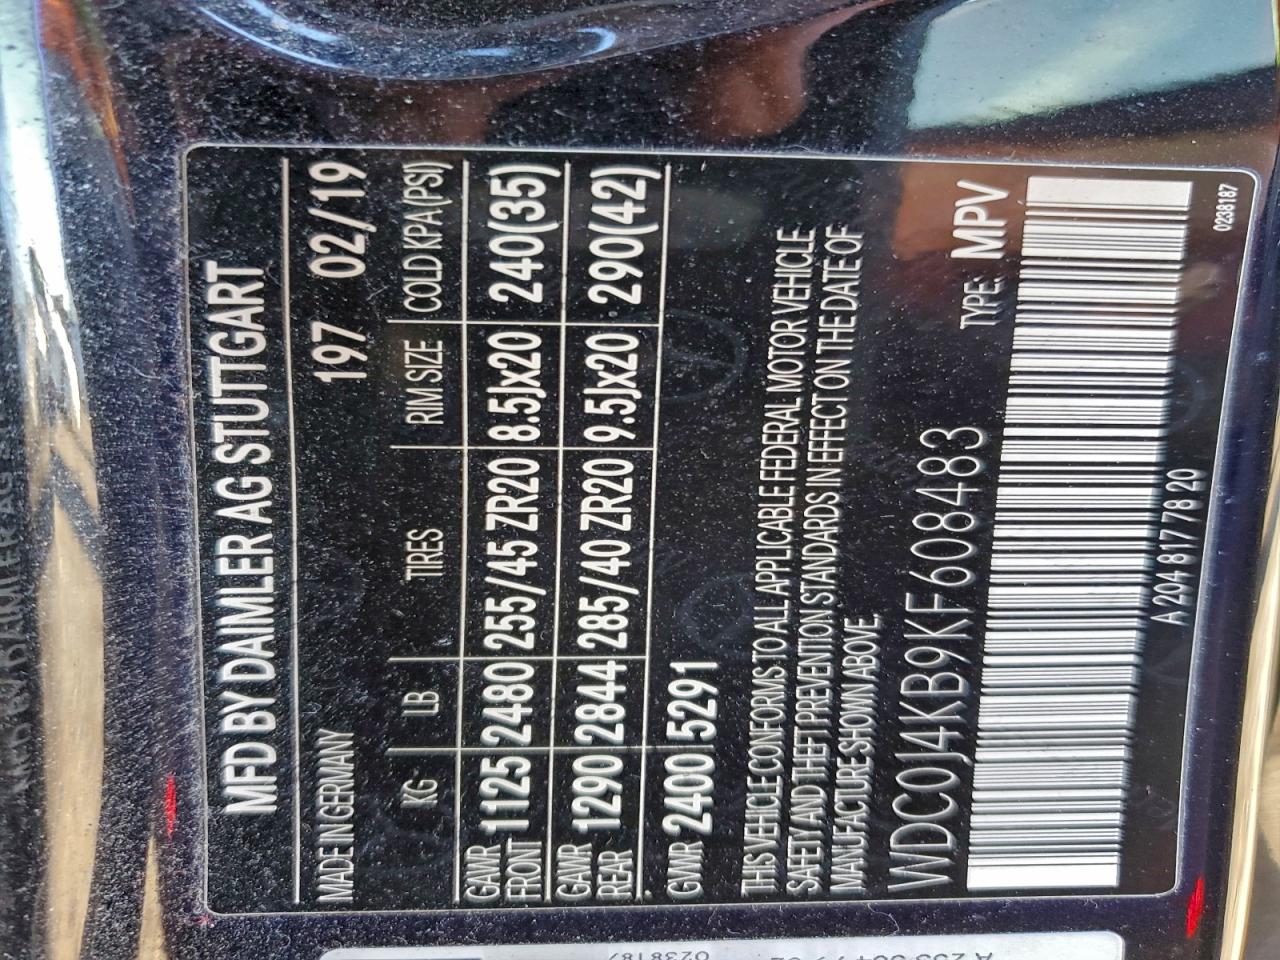 MFD BY DAIMLER AG STUTTGART
MADE IN GERMANY 197 02/19
KG LB TIRES RIM SIZE COLD KPA(PSI)
GAWR FRONT 1125 2480 255/45 ZR20 8.5Jx20 240(35)
GAWR REAR 1290 2844 285/40 ZR20 9.5Jx20 290(42)
GVWR 2400 5291
THIS VEHICLE CONFORMS TO ALL APPLICABLE FEDERAL MOTOR VEHICLE
SAFETY AND THEFT PREVENTION STANDARDS IN EFFECT ON THE DATE OF
MANUFACTURE SHOWN ABOVE.
WDC0J4KB9KF608483 TYPE: MPV
A 204 817 78 20
0238187
0238187